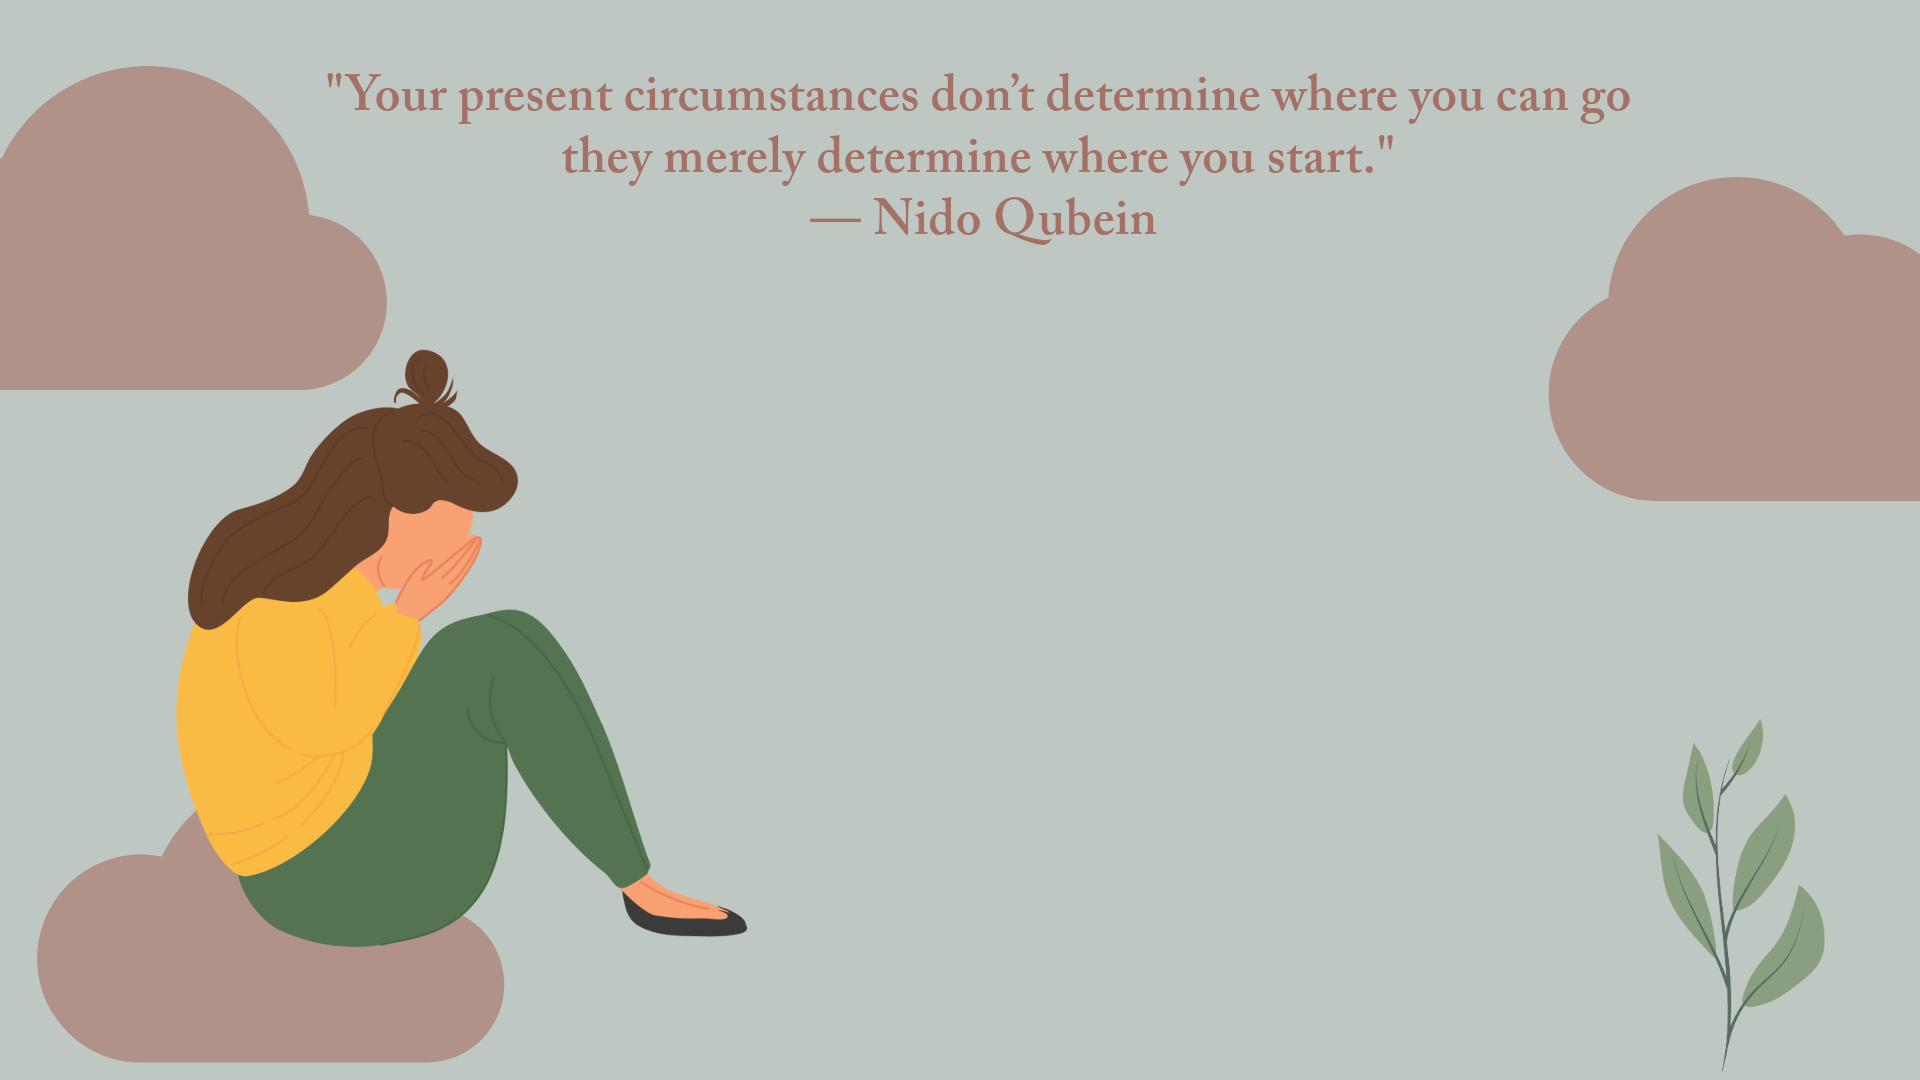 "Your present circumstances don’t determine where you can go
they merely determine where you start."
— Nido Qubein